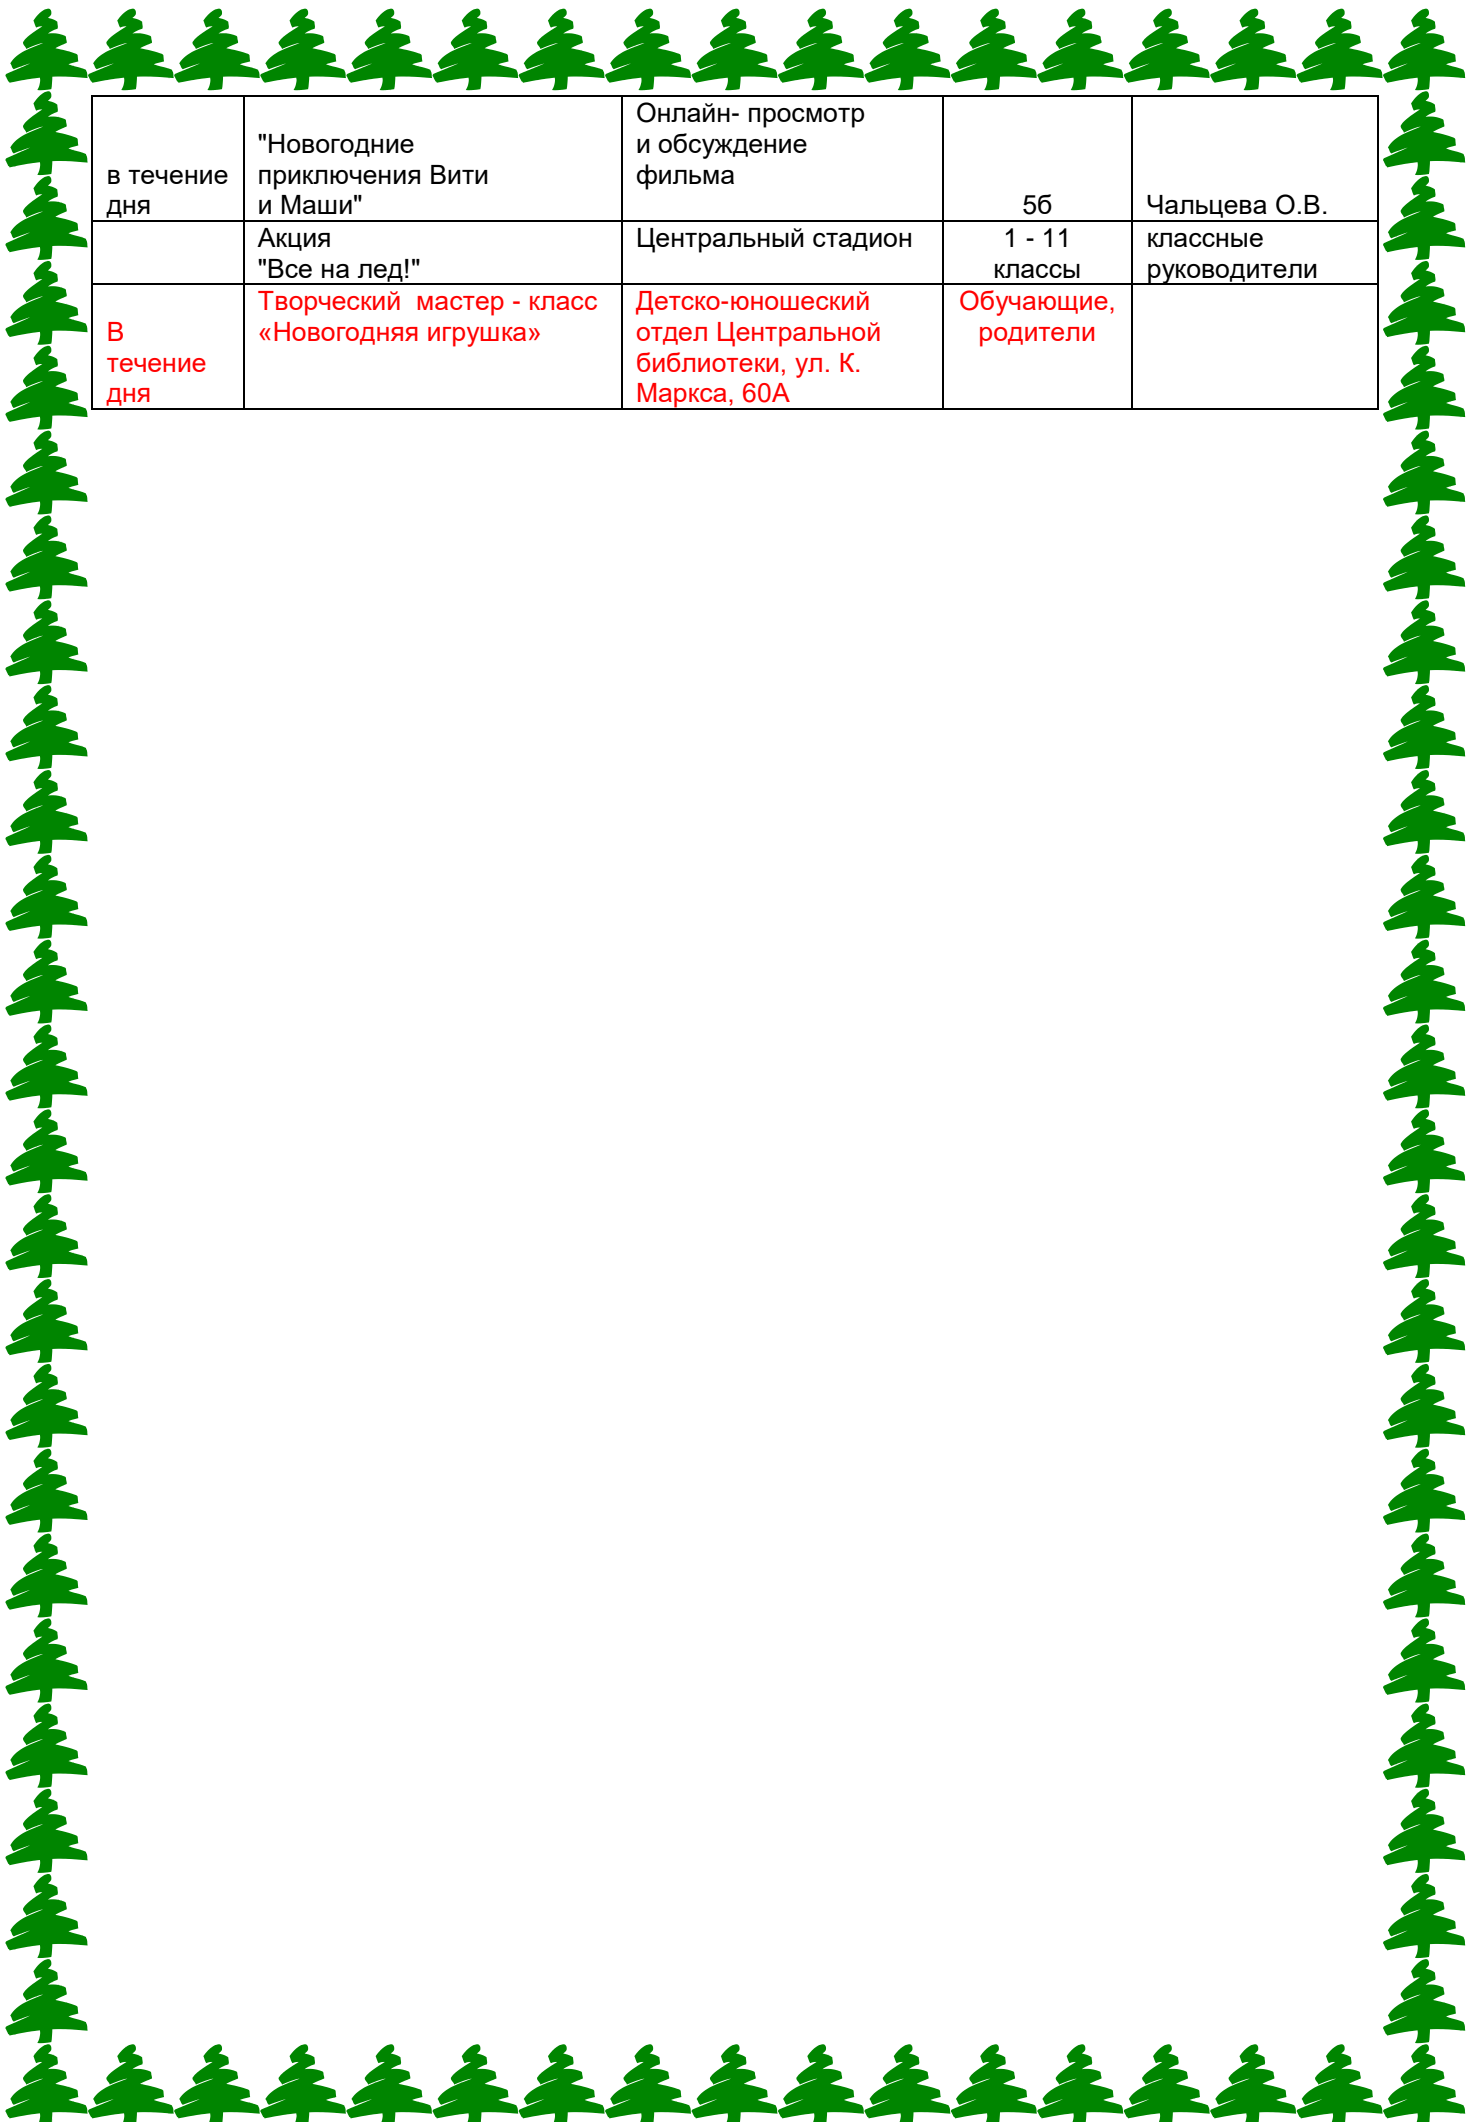 в течение
дня
"Новогодние
приключения Вити
и Маши"
Онлайн- просмотр
и обсуждение
фильма
5б
Чальцева О.В.
Акция
"Все на лед!"
Центральный стадион
1 - 11
классы
классные
руководители
В
течение
дня
Творческий  мастер - класс
«Новогодняя игрушка»
Детско-юношеский
отдел Центральной
библиотеки, ул. К.
Маркса, 60А
Обучающие,
родители